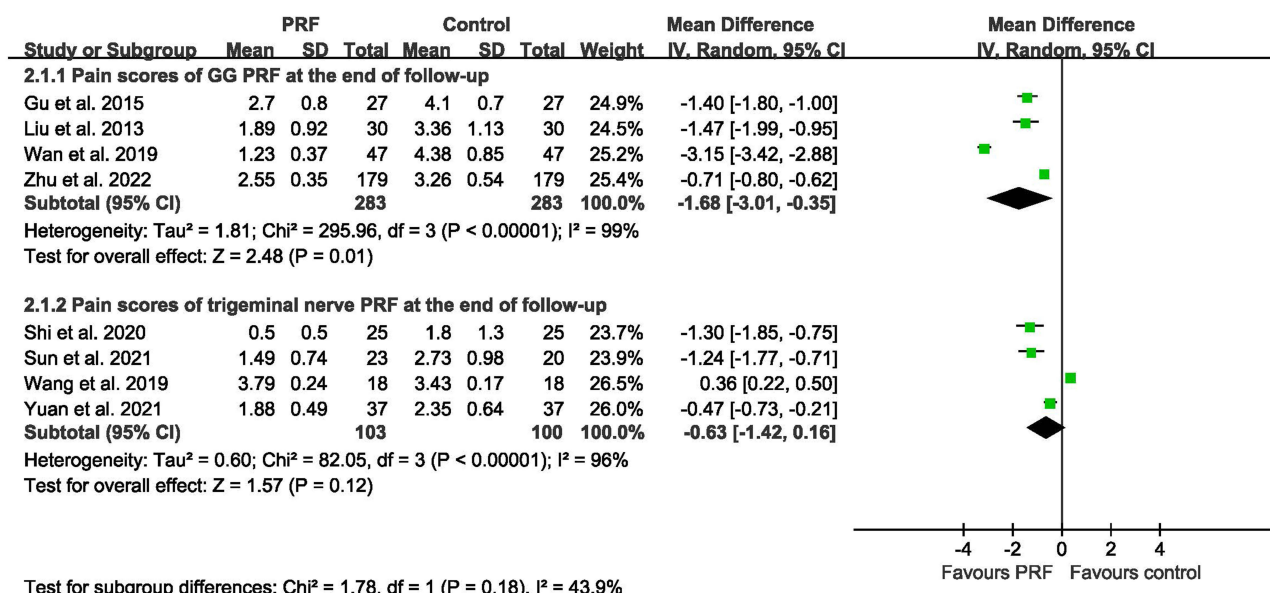 PRF Control Mean Difference Mean Difference
Study or Subgroup Mean SD Total Mean SD Total Weight IV, Random, 95% CI IV, Random, 95% CI
2.1.1 Pain scores of GG PRF at the end of follow-up
Gu et al. 2015 2.7 0.8 27 4.1 0.7 27 24.9% -1.40 [-1.80, -1.00]
Liu et al. 2013 1.89 0.92 30 3.36 1.13 30 24.5% -1.47 [-1.99, -0.95]
Wan et al. 2019 1.23 0.37 47 4.38 0.85 47 25.2% -3.15 [-3.42, -2.88]
Zhu et al. 2022 2.55 0.35 179 3.26 0.54 179 25.4% -0.71 [-0.80, -0.62]
Subtotal (95% CI) 283 283 100.0% -1.68 [-3.01, -0.35]
Heterogeneity: Tau² = 1.81; Chi² = 295.96, df = 3 (P < 0.00001); I² = 99%
Test for overall effect: Z = 2.48 (P = 0.01)
2.1.2 Pain scores of trigeminal nerve PRF at the end of follow-up
Shi et al. 2020 0.5 0.5 25 1.8 1.3 25 23.7% -1.30 [-1.85, -0.75]
Sun et al. 2021 1.49 0.74 23 2.73 0.98 20 23.9% -1.24 [-1.77, -0.71]
Wang et al. 2019 3.79 0.24 18 3.43 0.17 18 26.5% 0.36 [0.22, 0.50]
Yuan et al. 2021 1.88 0.49 37 2.35 0.64 37 26.0% -0.47 [-0.73, -0.21]
Subtotal (95% CI) 103 100 100.0% -0.63 [-1.42, 0.16]
Heterogeneity: Tau² = 0.60; Chi² = 82.05, df = 3 (P < 0.00001); I² = 96%
Test for overall effect: Z = 1.57 (P = 0.12)
-4 -2 0 2 4
Favours PRF Favours control
Test for subgroup differences: Chi² = 1.78, df = 1 (P = 0.18), I² = 43.9%